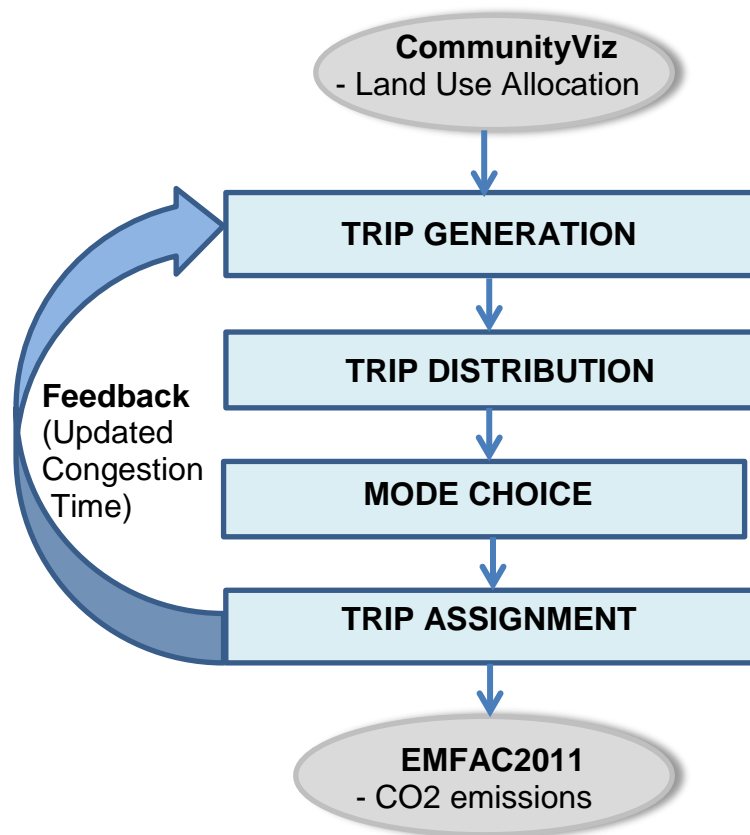 CommunityViz
- Land Use Allocation
TRIP GENERATION
TRIP DISTRIBUTION
Feedback
(Updated
Congestion
Time)
MODE CHOICE
TRIP ASSIGNMENT
EMFAC2011
- CO2 emissions